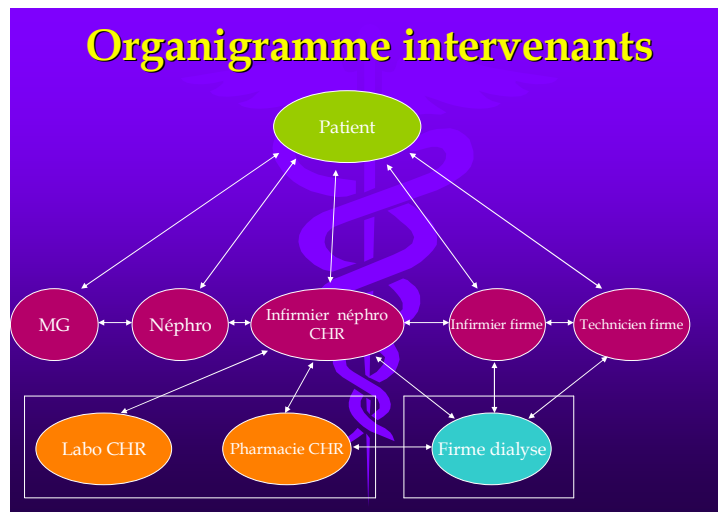 Organigramme intervenants
Patient
MG
Néphro
Infirmier néphro
CHR
Infirmier firme
Technicien firme
Labo CHR
Pharmacie CHR
Firme dialyse